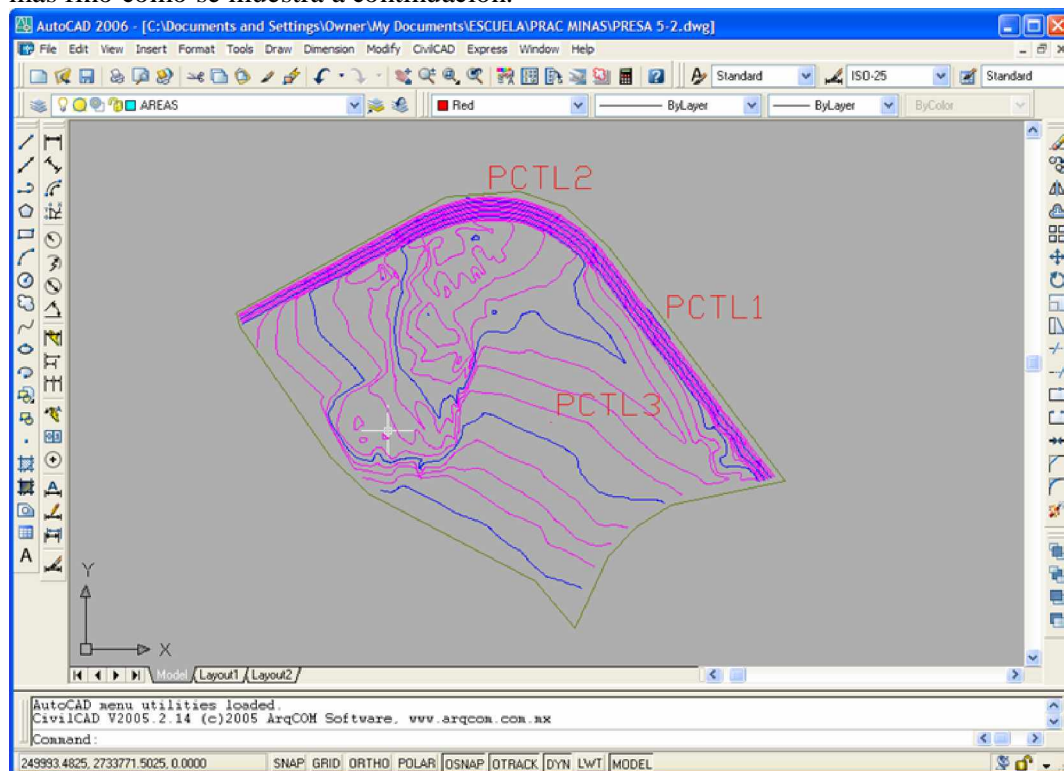 mas fino como se muestra a continuación.
AutoCAD 2006 - [C:\Documents and Settings\Owner\My Documents\ESCUELA\PRAC MINAS\PRESA 5-2.dwg]
File Edit View Insert Format Tools Draw Dimension Modify CivilCAD Express Window Help
Standard ISO-25 Standard
AREAS Red ByLayer ByLayer ByColor
PCTL2
PCTL1
PCTL3
Y
X
Model Layout1 Layout2
AutoCAD menu utilities loaded.
CivilCAD V2005.2.14 (c)2005 ArqCOM Software, www.arqcom.com.mx
Command:
249993.4825, 2733771.5025, 0.0000 SNAP GRID ORTHO POLAR OSNAP OTRACK DYN LWT MODEL